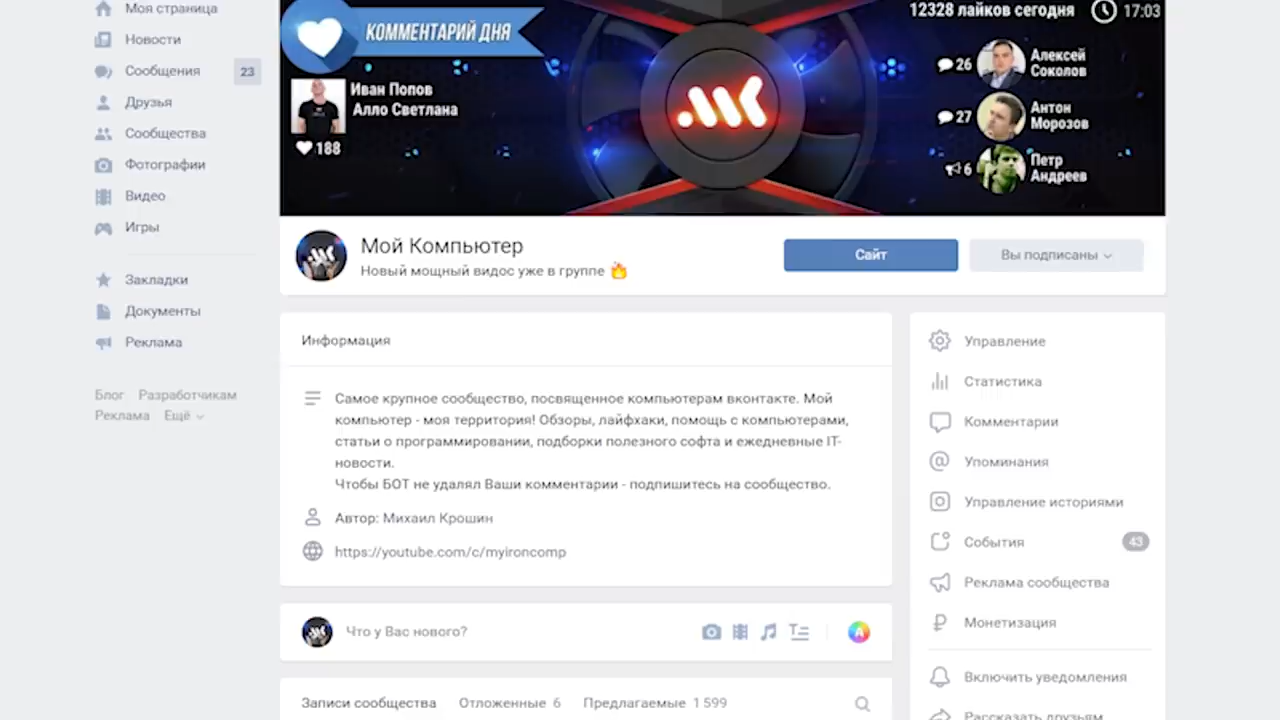 Моя страница
Новости
Сообщения 23
Друзья
Сообщества
Фотографии
Видео
Игры
Закладки
Документы
Реклама
Блог Разработчикам
Реклама Ещё
КОММЕНТАРИЙ ДНЯ
Иван Попов
Алло Светлана
188
12328 лайков сегодня 17:03
26 Алексей
Соколов
27 Антон
Морозов
6 Петр
Андреев
Мой Компьютер
Новый мощный видос уже в группе
Сайт
Вы подписаны
Информация
Самое крупное сообщество, посвященное компьютерам вконтакте. Мой
компьютер - моя территория! Обзоры, лайфхаки, помощь с компьютерами,
статьи о программировании, подборки полезного софта и ежедневные IT-
новости.
Чтобы БОТ не удалял Ваши комментарии - подпишитесь на сообщество.
Автор: Михаил Крошин
https://youtube.com/c/myironcomp
Что у Вас нового?
Записи сообщества Отложенные 6 Предлагаемые 1 599
Управление
Статистика
Комментарии
Упоминания
Управление историями
События 43
Реклама сообщества
Монетизация
Включить уведомления
Рассказать друзьям